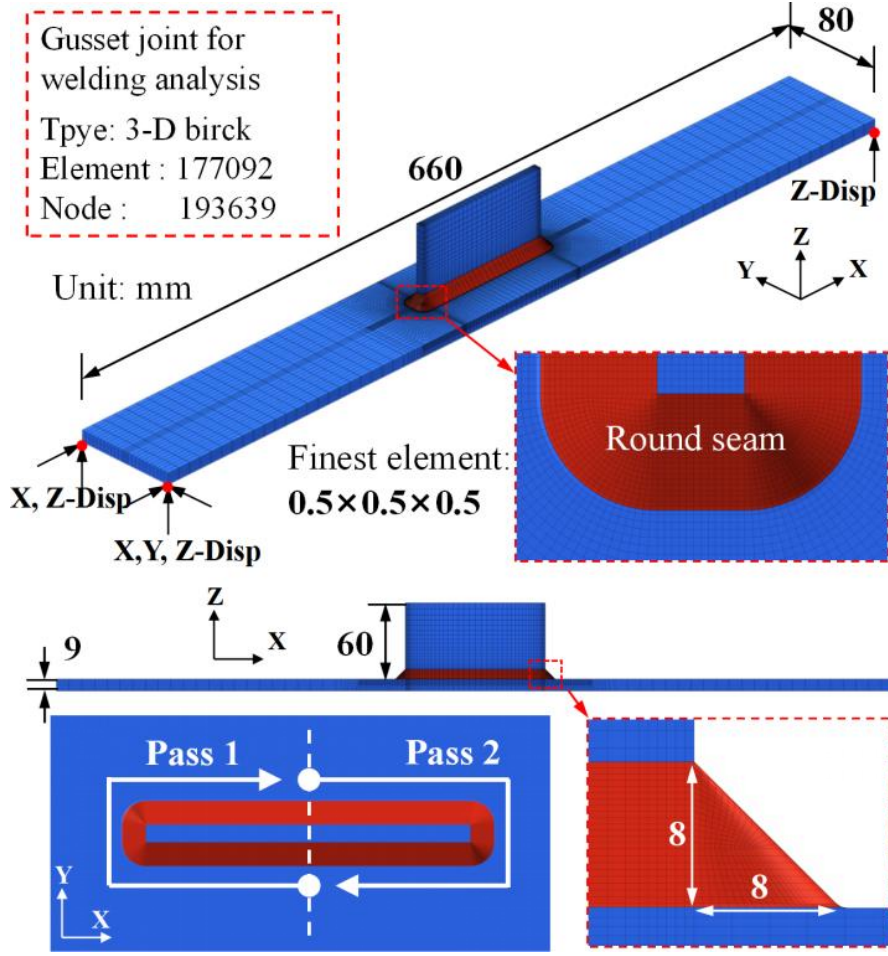 Gusset joint for
welding analysis
Tpye: 3-D birck
Element : 177092
Node : 193639
80
660
Z-Disp
Unit: mm
Z
Y
X
Round seam
Finest element:
0.5×0.5×0.5
X, Z-Disp
X,Y, Z-Disp
Z
X
9
60
Pass 1
Pass 2
Y
X
8
8